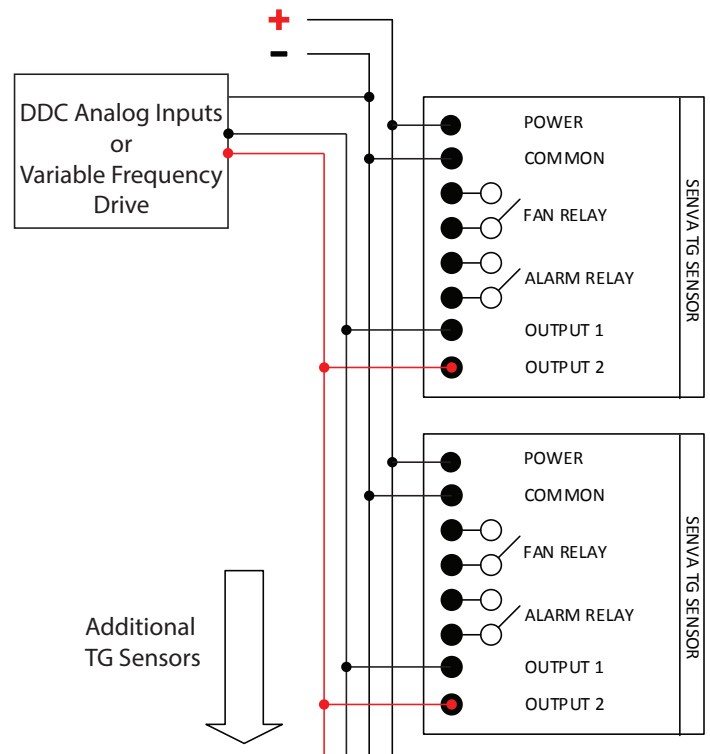 +
-
DDC Analog Inputs
or
Variable Frequency
Drive
POWER
COMMON
FAN RELAY
ALARM RELAY
OUTPUT 1
OUTPUT 2
SENVA TG SENSOR
POWER
COMMON
FAN RELAY
ALARM RELAY
OUTPUT 1
OUTPUT 2
SENVA TG SENSOR
Additional
TG Sensors